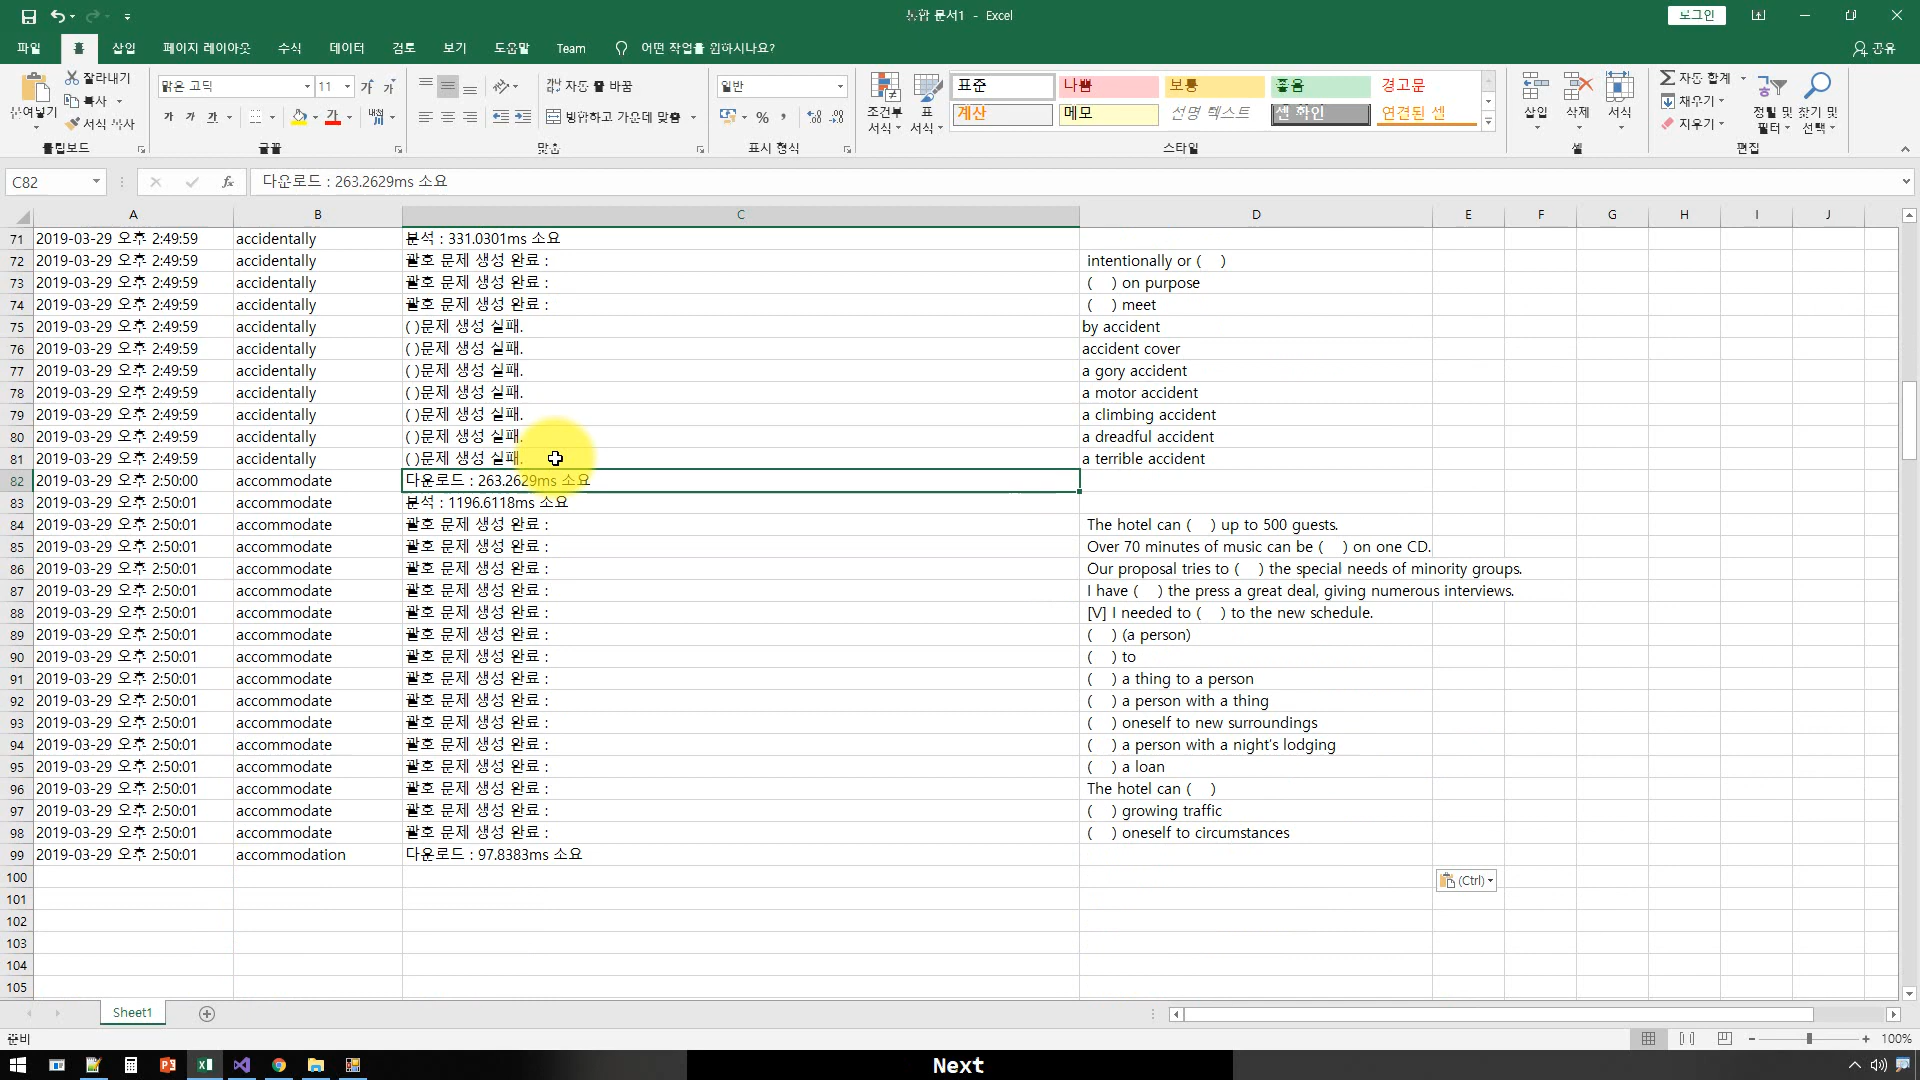 통합 문서1 - Excel
로그인
파일 홈 삽입 페이지 레이아웃 수식 데이터 검토 보기 도움말 Team 어떤 작업을 원하시나요? 공유
붙여넣기 잘라내기 복사 서식 복사 클립보드
맑은 고딕 11 가 가 가 가 가 가 내천 글꼴
자동 줄 바꿈 병합하고 가운데 맞춤 맞춤
일반 % 표시 형식
조건부 서식 표 서식 표준 나쁨 보통 좋음 경고문
계산 메모 선명 텍스트 셀 확인 연결된 셀 스타일
삽입 삭제 서식 셀
자동 합계 채우기 지우기 정렬 및 필터 찾기 및 선택 편집
C82 fx 다운로드 : 263.2629ms 소요
A B C D E F G H I J
71 2019-03-29 오후 2:49:59 accidentally 분석 : 331.0301ms 소요
72 2019-03-29 오후 2:49:59 accidentally 괄호 문제 생성 완료 : intentionally or ( )
73 2019-03-29 오후 2:49:59 accidentally 괄호 문제 생성 완료 : ( ) on purpose
74 2019-03-29 오후 2:49:59 accidentally 괄호 문제 생성 완료 : ( ) meet
75 2019-03-29 오후 2:49:59 accidentally ( )문제 생성 실패. by accident
76 2019-03-29 오후 2:49:59 accidentally ( )문제 생성 실패. accident cover
77 2019-03-29 오후 2:49:59 accidentally ( )문제 생성 실패. a gory accident
78 2019-03-29 오후 2:49:59 accidentally ( )문제 생성 실패. a motor accident
79 2019-03-29 오후 2:49:59 accidentally ( )문제 생성 실패. a climbing accident
80 2019-03-29 오후 2:49:59 accidentally ( )문제 생성 실패. a dreadful accident
81 2019-03-29 오후 2:49:59 accidentally ( )문제 생성 실패. a terrible accident
82 2019-03-29 오후 2:50:00 accommodate 다운로드 : 263.2629ms 소요
83 2019-03-29 오후 2:50:01 accommodate 분석 : 1196.6118ms 소요
84 2019-03-29 오후 2:50:01 accommodate 괄호 문제 생성 완료 : The hotel can ( ) up to 500 guests.
85 2019-03-29 오후 2:50:01 accommodate 괄호 문제 생성 완료 : Over 70 minutes of music can be ( ) on one CD.
86 2019-03-29 오후 2:50:01 accommodate 괄호 문제 생성 완료 : Our proposal tries to ( ) the special needs of minority groups.
87 2019-03-29 오후 2:50:01 accommodate 괄호 문제 생성 완료 : I have ( ) the press a great deal, giving numerous interviews.
88 2019-03-29 오후 2:50:01 accommodate 괄호 문제 생성 완료 : [V] I needed to ( ) to the new schedule.
89 2019-03-29 오후 2:50:01 accommodate 괄호 문제 생성 완료 : ( ) (a person)
90 2019-03-29 오후 2:50:01 accommodate 괄호 문제 생성 완료 : ( ) to
91 2019-03-29 오후 2:50:01 accommodate 괄호 문제 생성 완료 : ( ) a thing to a person
92 2019-03-29 오후 2:50:01 accommodate 괄호 문제 생성 완료 : ( ) a person with a thing
93 2019-03-29 오후 2:50:01 accommodate 괄호 문제 생성 완료 : ( ) oneself to new surroundings
94 2019-03-29 오후 2:50:01 accommodate 괄호 문제 생성 완료 : ( ) a person with a night's lodging
95 2019-03-29 오후 2:50:01 accommodate 괄호 문제 생성 완료 : ( ) a loan
96 2019-03-29 오후 2:50:01 accommodate 괄호 문제 생성 완료 : The hotel can ( )
97 2019-03-29 오후 2:50:01 accommodate 괄호 문제 생성 완료 : ( ) growing traffic
98 2019-03-29 오후 2:50:01 accommodate 괄호 문제 생성 완료 : ( ) oneself to circumstances
99 2019-03-29 오후 2:50:01 accommodation 다운로드 : 97.8383ms 소요
100 (Ctrl)
101
102
103
104
105
Sheet1
준비 100%
Next